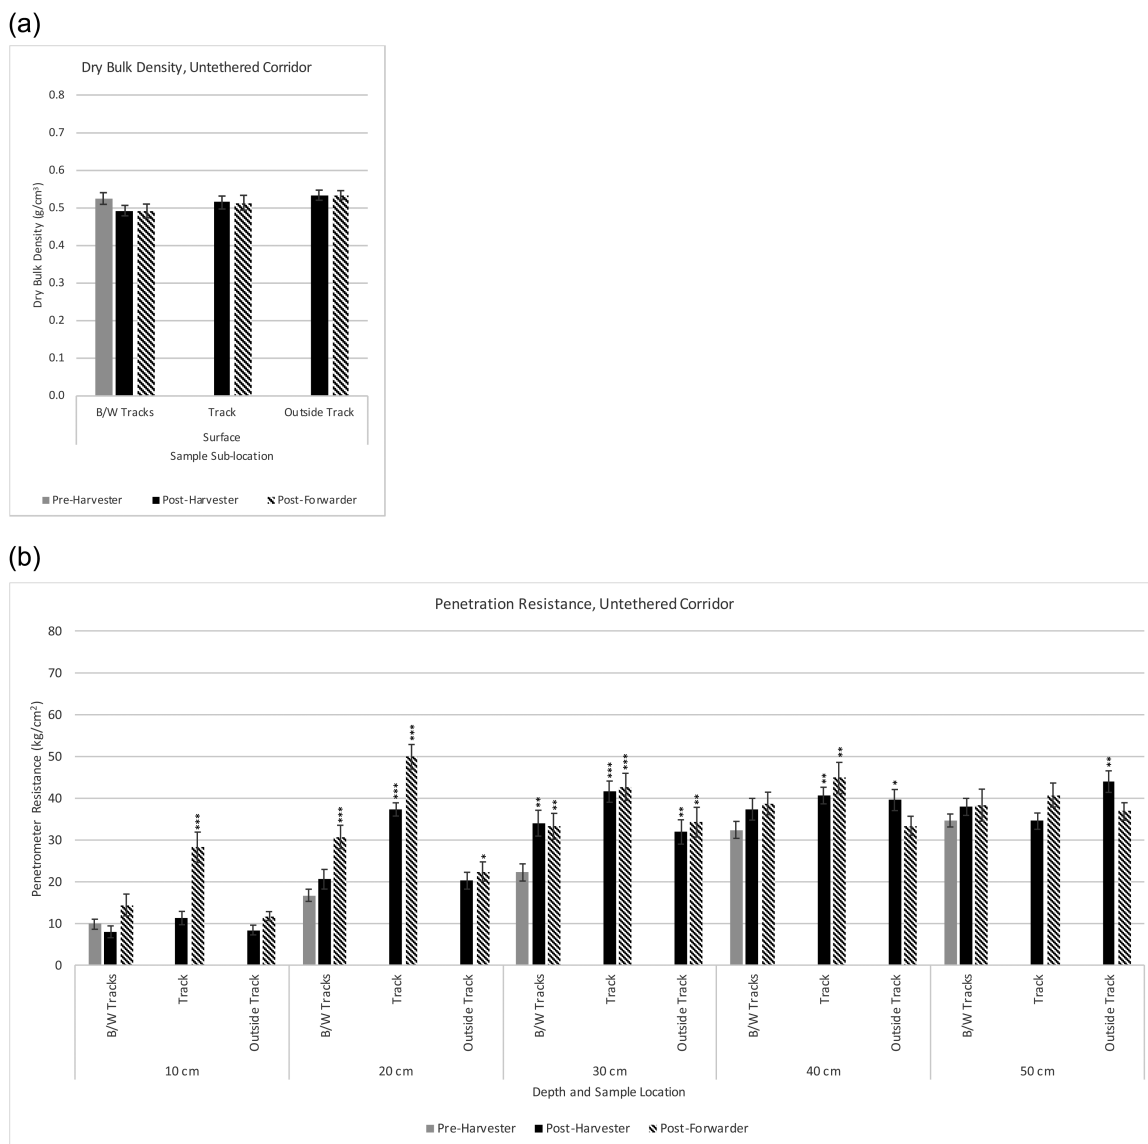 (a)
Dry Bulk Density, Untethered Corridor
0.8
0.7
0.6
0.5
0.4
0.3
0.2
0.1
0.0
Dry Bulk Density (g/cm³)
B/W Tracks Track Outside Track
Surface
Sample Sub-location
Pre-Harvester Post-Harvester Post-Forwarder
(b)
Penetration Resistance, Untethered Corridor
80
70
60
50
40
30
20
10
0
Penetrometer Resistance (kg/cm²)
***
***
***
***
*
**
**
***
***
**
**
**
**
*
**
B/W Tracks Track Outside Track B/W Tracks Track Outside Track B/W Tracks Track Outside Track B/W Tracks Track Outside Track B/W Tracks Track Outside Track
10 cm 20 cm 30 cm 40 cm 50 cm
Depth and Sample Location
Pre-Harvester Post-Harvester Post-Forwarder